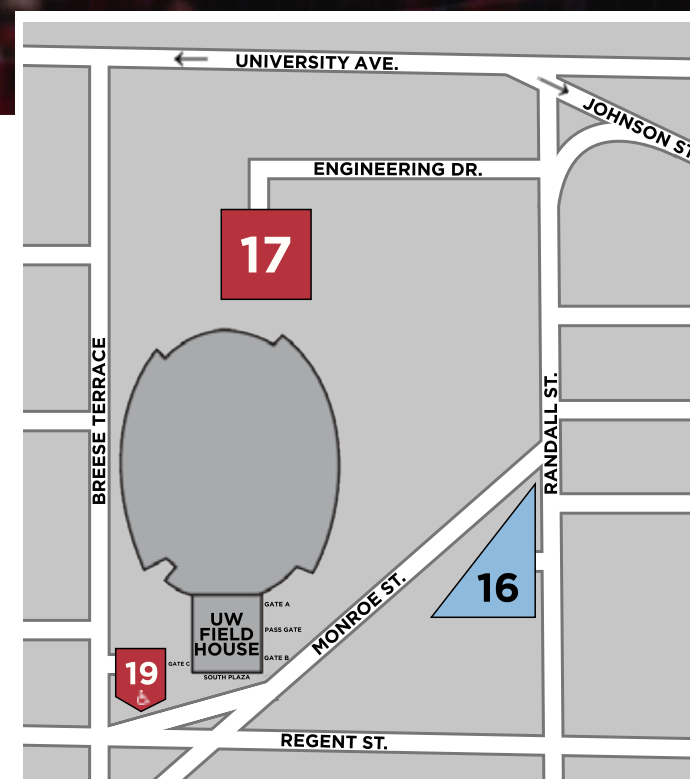 UNIVERSITY AVE.
JOHNSON ST
ENGINEERING DR.
17
BREESE TERRACE
RANDALL ST.
16
MONROE ST.
GATE A
UW
FIELD
HOUSE
PASS GATE
GATE B
GATE C
19
SOUTH PLAZA
REGENT ST.